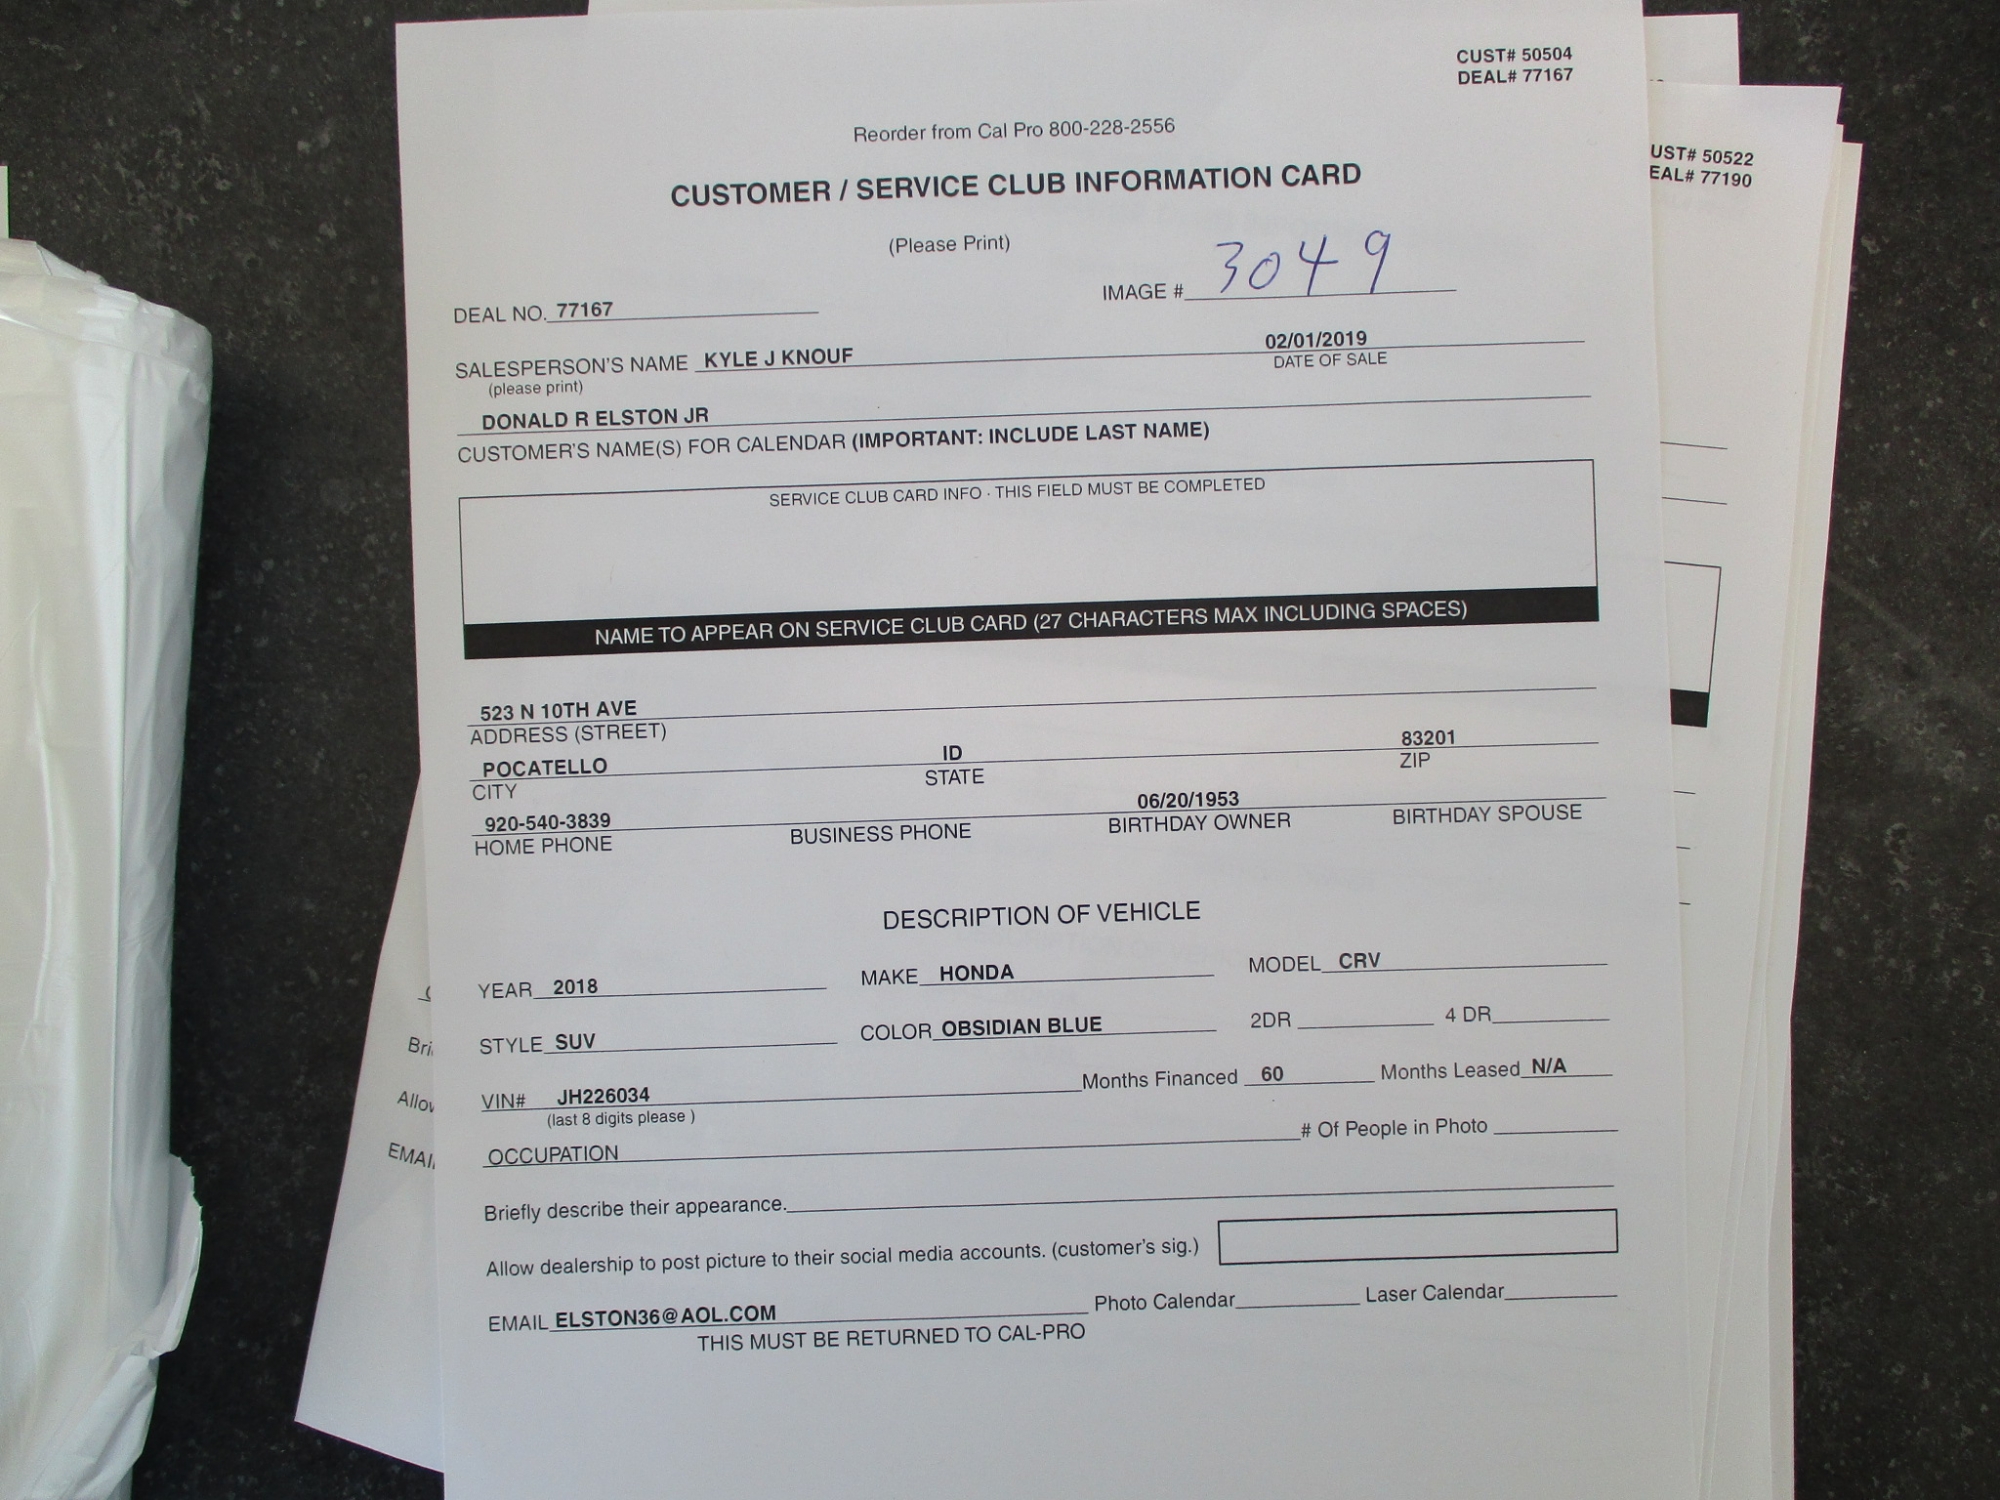 CUST# 50504
DEAL# 77167
Reorder from Cal Pro 800-228-2556
CUSTOMER / SERVICE CLUB INFORMATION CARD
(Please Print)
DEAL NO. 77167 IMAGE # 3049
SALESPERSON'S NAME KYLE J KNOUF 02/01/2019
(please print) DATE OF SALE
DONALD R ELSTON JR
CUSTOMER'S NAME(S) FOR CALENDAR (IMPORTANT: INCLUDE LAST NAME)
SERVICE CLUB CARD INFO · THIS FIELD MUST BE COMPLETED
NAME TO APPEAR ON SERVICE CLUB CARD (27 CHARACTERS MAX INCLUDING SPACES)
523 N 10TH AVE
ADDRESS (STREET)
POCATELLO ID 83201
CITY STATE ZIP
920-540-3839 06/20/1953
HOME PHONE BUSINESS PHONE BIRTHDAY OWNER BIRTHDAY SPOUSE
DESCRIPTION OF VEHICLE
YEAR 2018 MAKE HONDA MODEL CRV
STYLE SUV COLOR OBSIDIAN BLUE 2DR 4 DR
VIN# JH226034 Months Financed 60 Months Leased N/A
(last 8 digits please )
OCCUPATION # Of People in Photo
Briefly describe their appearance.
Allow dealership to post picture to their social media accounts. (customer's sig.)
EMAIL ELSTON36@AOL.COM Photo Calendar Laser Calendar
THIS MUST BE RETURNED TO CAL-PRO
UST# 50522
EAL# 77190
Bri
Allow
EMAI